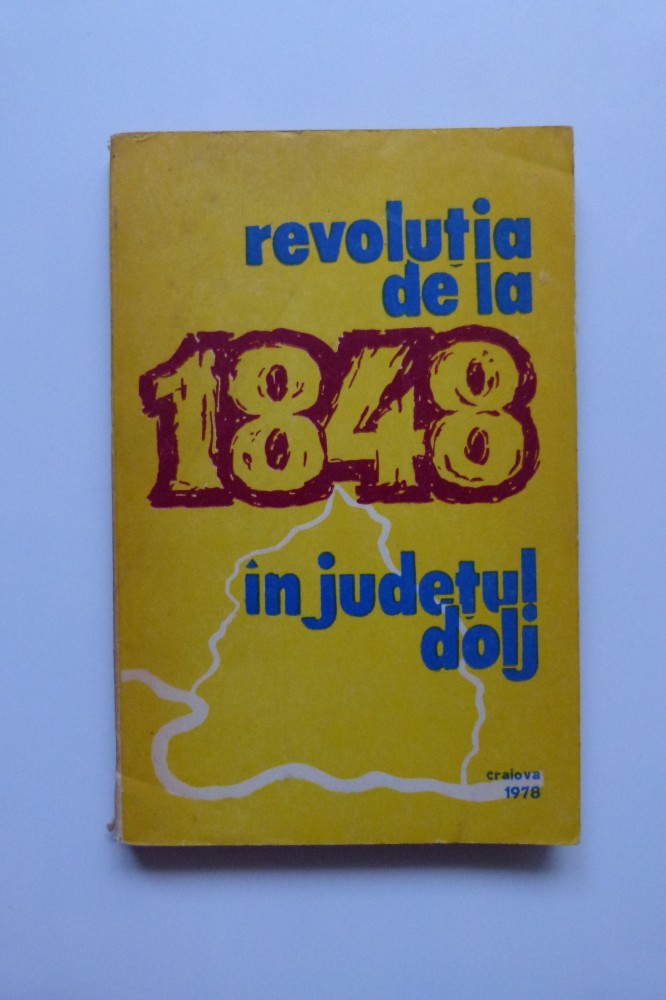 revoluția
de la
1848
în județul
dolj
craiova
1978